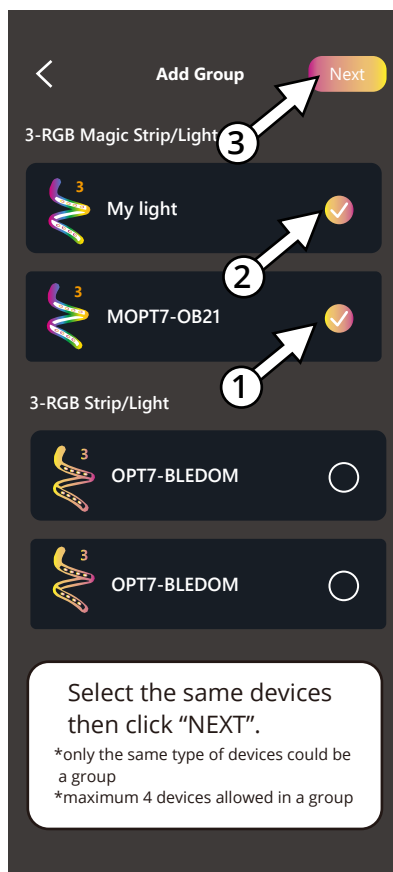 Add Group
Next
3
3-RGB Magic Strip/Light
3
My light
2
3
MOPT7-OB21
1
3-RGB Strip/Light
3
OPT7-BLEDOM
3
OPT7-BLEDOM
Select the same devices
then click “NEXT”.
*only the same type of devices could be
a group
*maximum 4 devices allowed in a group